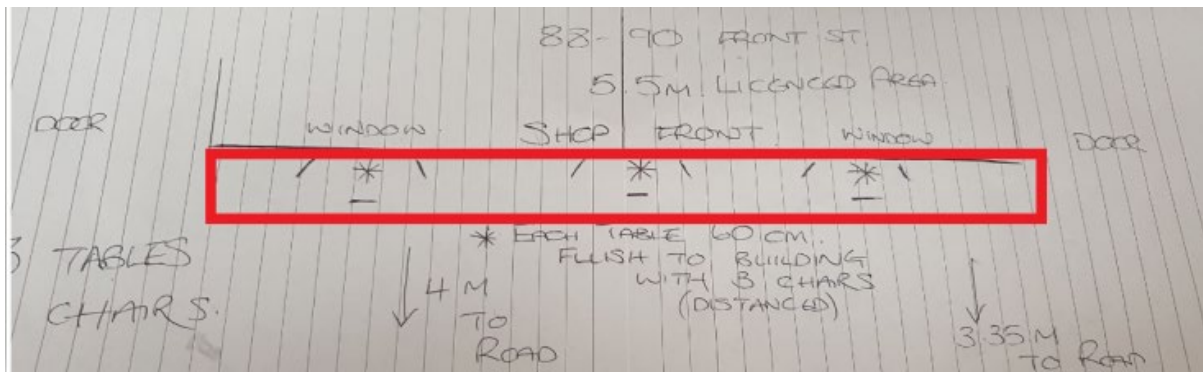 88-90 FRONT ST.
5.5M LICENCED AREA
DOOR WINDOW. SHOP FRONT. WINDOW DOOR
* EACH TABLE 60 CM.
FLUSH TO BUILDING
WITH 3 CHAIRS
(DISTANCED)
3 TABLES
CHAIRS.
4 M
TO
ROAD
3.35 M
TO ROAD